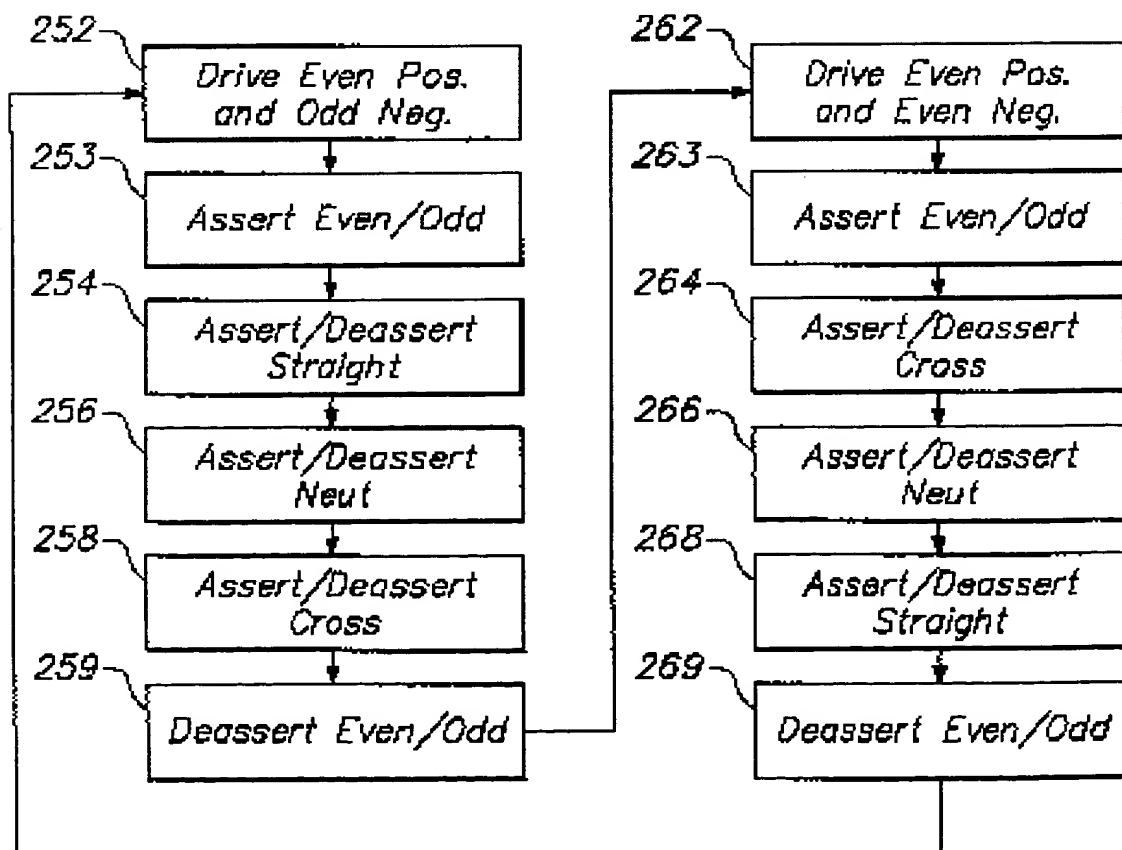 252
Drive Even Pos.
and Odd Neg.
253
Assert Even/Odd
254
Assert/Deassert
Straight
256
Assert/Deassert
Neut
258
Assert/Deassert
Cross
259
Deassert Even/Odd
262
Drive Even Pos.
and Even Neg.
263
Assert Even/Odd
264
Assert/Deassert
Cross
266
Assert/Deassert
Neut
268
Assert/Deassert
Straight
269
Deassert Even/Odd